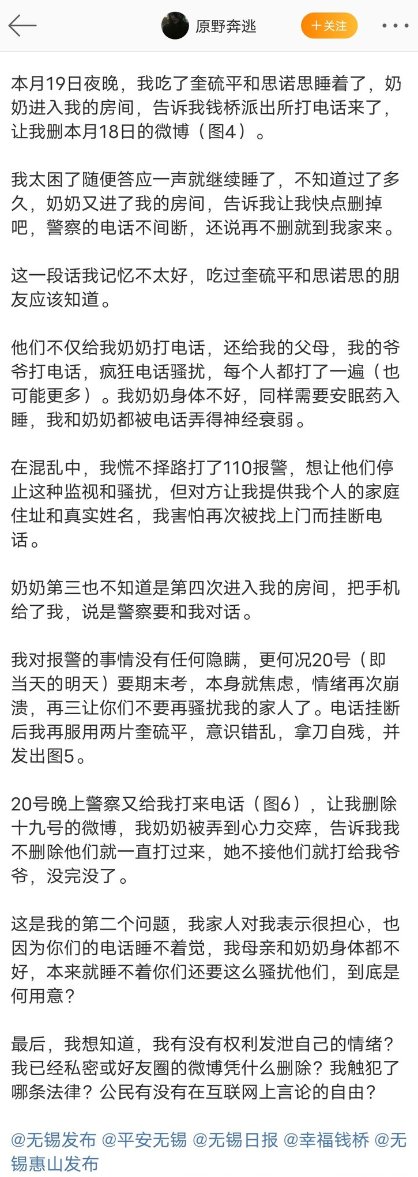 原野奔逃
+关注
本月19日夜晚，我吃了奎硫平和思诺思睡着了，奶
奶进入我的房间，告诉我钱桥派出所打电话来了，
让我删本月18日的微博（图4）。
我太困了随便答应一声就继续睡了，不知道过了多
久，奶奶又进了我的房间，告诉我让我快点删掉
吧，警察的电话不间断，还说再不删就到我家来。
这一段话我记忆不太好，吃过奎硫平和思诺思的朋
友应该知道。
他们不仅给我奶奶打电话，还给我的父母，我的爷
爷打电话，疯狂电话骚扰，每个人都打了一遍（也
可能更多）。我奶奶身体不好，同样需要安眠药入
睡，我和奶奶都被电话弄得神经衰弱。
在混乱中，我慌不择路打了110报警，想让他们停
止这种监视和骚扰，但对方让我提供我个人的家庭
住址和真实姓名，我害怕再次被找上门而挂断电
话。
奶奶第三也不知道是第四次进入我的房间，把手机
给了我，说是警察要和我对话。
我对报警的事情没有任何隐瞒，更何况20号（即
当天的明天）要期末考，本身就焦虑，情绪再次崩
溃，再三让你们不要再骚扰我的家人了。电话挂断
后我再服用两片奎硫平，意识错乱，拿刀自残，并
发出图5。
20号晚上警察又给我打来电话（图6），让我删除
十九号的微博，我奶奶被弄到心力交瘁，告诉我我
不删除他们就一直打过来，她不接他们就打给我爷
爷，没完没了。
这是我的第二个问题，我家人对我表示很担心，也
因为你们的电话睡不着觉，我母亲和奶奶身体都不
好，本来就睡不着你们还要这么骚扰他们，到底是
何用意？
最后，我想知道，我有没有权利发泄自己的情绪？
我已经私密或好友圈的微博凭什么删除？我触犯了
哪条法律？公民有没有在互联网上言论的自由？
@无锡发布 @平安无锡 @无锡日报 @幸福钱桥 @无
锡惠山发布